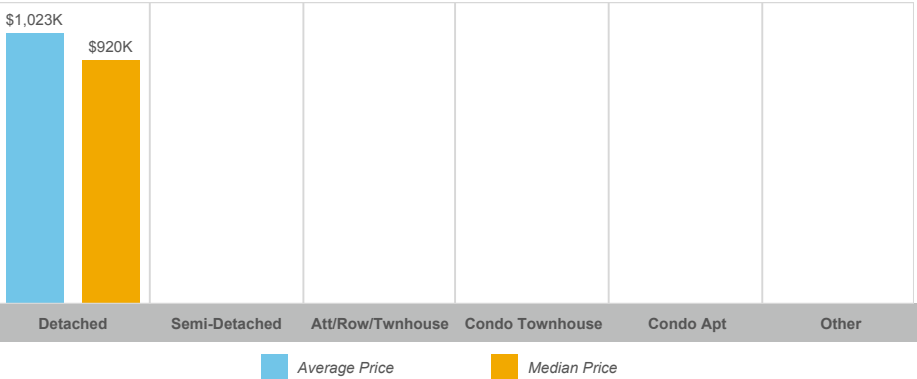 $1,023K
$920K
Detached Semi-Detached Att/Row/Twnhouse Condo Townhouse Condo Apt Other
Average Price Median Price